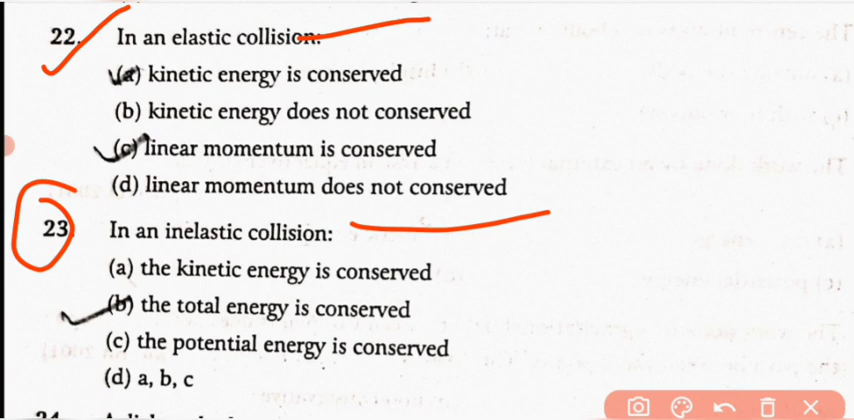 22. In an elastic collision:
(a) kinetic energy is conserved
(b) kinetic energy does not conserved
(c) linear momentum is conserved
(d) linear momentum does not conserved
23 In an inelastic collision:
(a) the kinetic energy is conserved
(b) the total energy is conserved
(c) the potential energy is conserved
(d) a, b, c